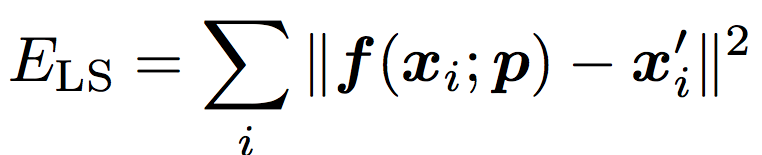 E_LS = ∑_i ‖f(x_i; p) − x′_i‖²